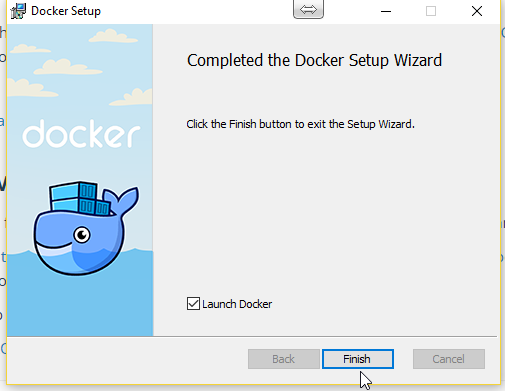 Docker Setup
Completed the Docker Setup Wizard
Click the Finish button to exit the Setup Wizard.
docker
Launch Docker
Back
Finish
Cancel